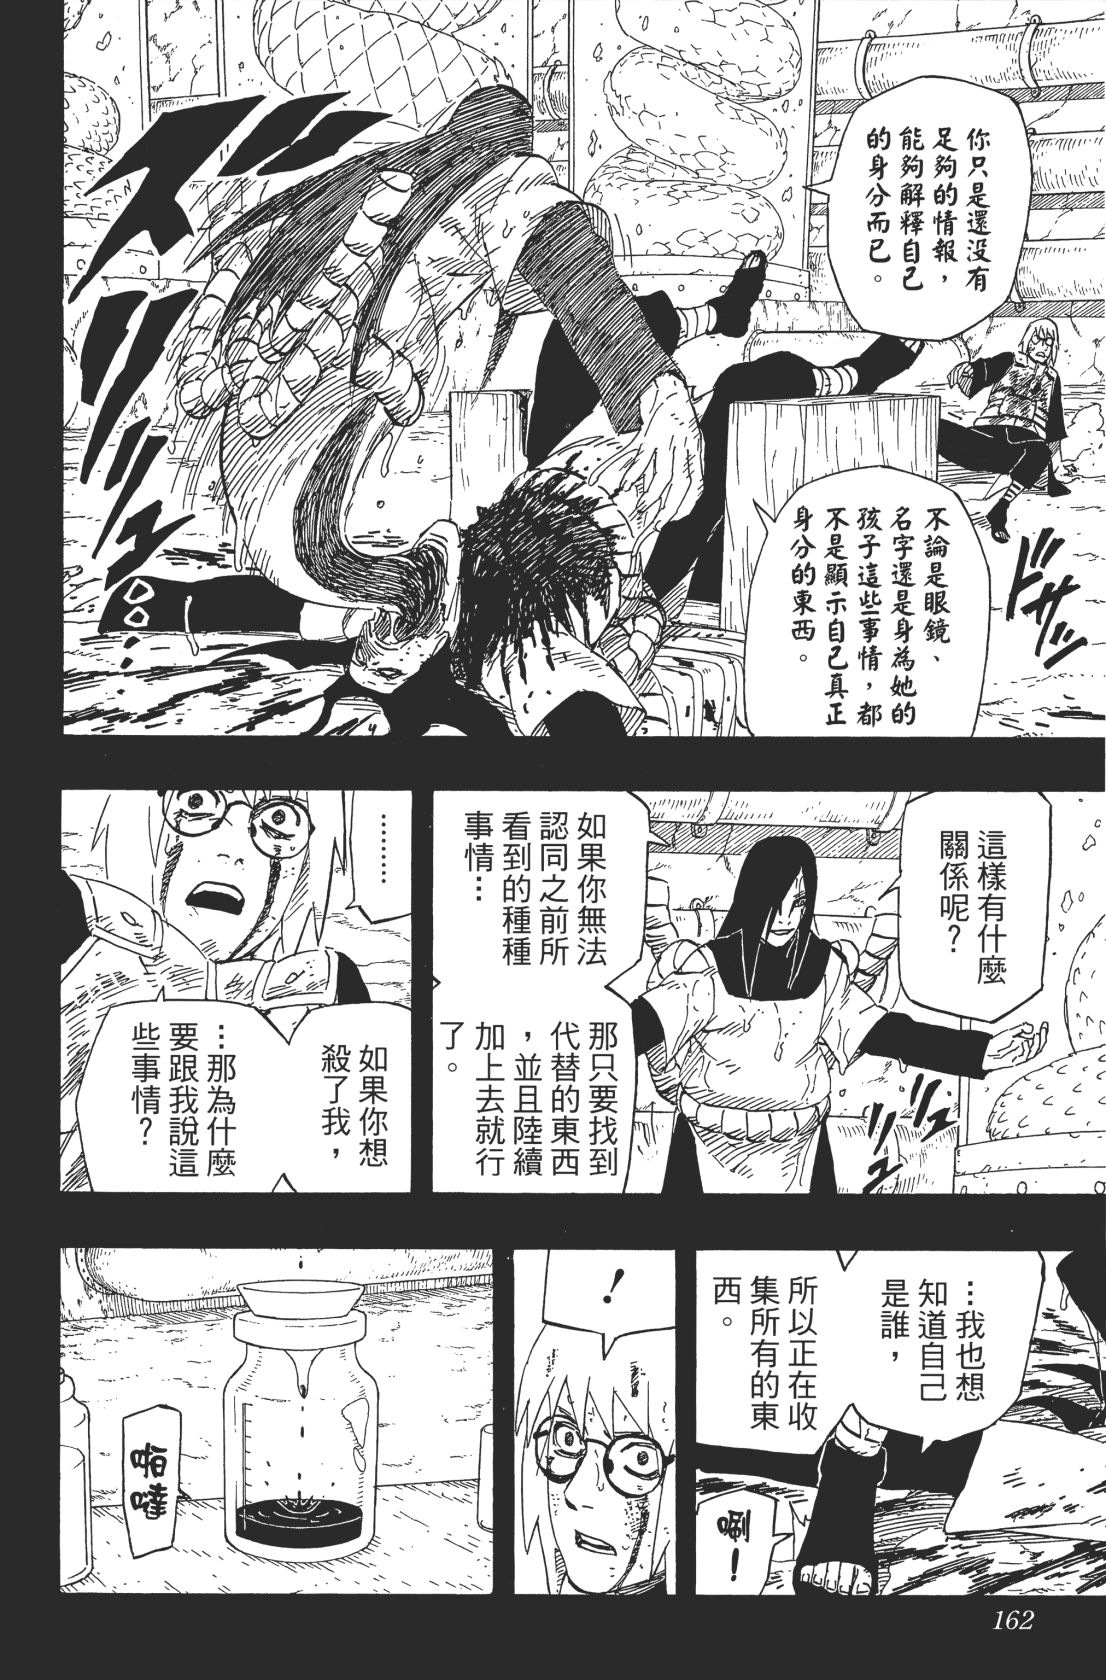 你只是還沒有
足夠的情報，
能夠解釋自己
的身分而已。
不論是眼鏡、
名字還是身為她的
孩子這些事情，都
不是顯示自己真正
身分的東西。
ドサッ
這樣有什麼
關係呢？
如果你無法
認同之前所
看到的種種
事情…
那只要找到
代替的東西
，並且陸續
加上去就行
了。
………
如果你想
殺了我，
…那為什麼
要跟我說這
些事情？
…我也想
知道自己
是誰，
所以正在收
集所有的東
西。
唰！
！
啪噠
162